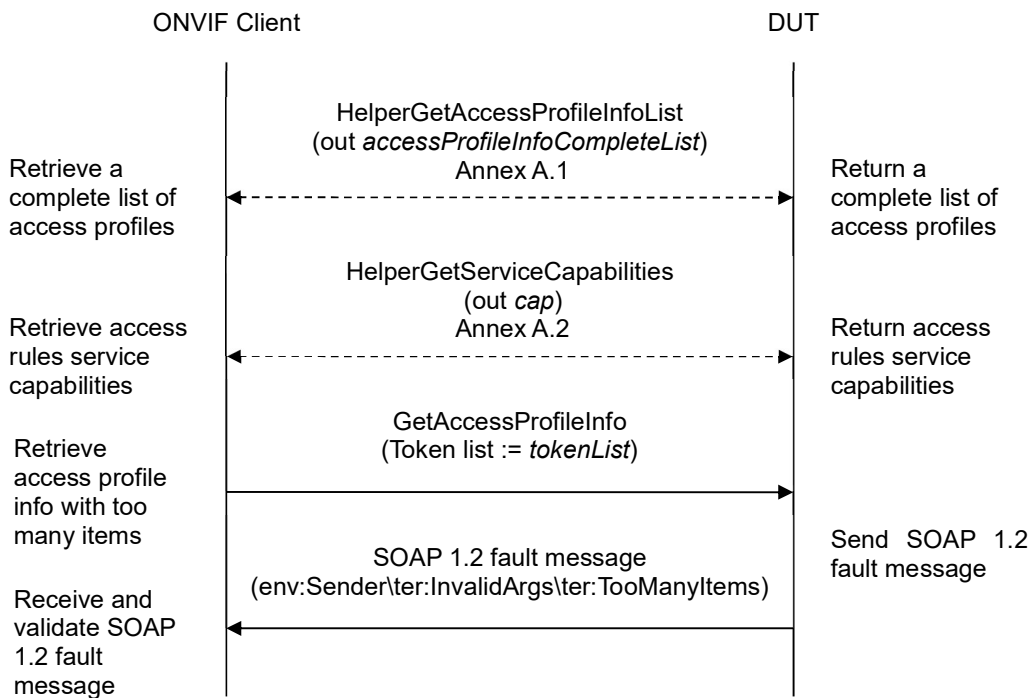 ONVIF Client
DUT
HelperGetAccessProfileInfoList
(out accessProfileInfoCompleteList)
Annex A.1
Retrieve a
complete list of
access profiles
Return a
complete list of
access profiles
HelperGetServiceCapabilities
(out cap)
Annex A.2
Retrieve access
rules service
capabilities
Return access
rules service
capabilities
GetAccessProfileInfo
(Token list := tokenList)
Retrieve
access profile
info with too
many items
SOAP 1.2 fault message
(env:Sender\ter:InvalidArgs\ter:TooManyItems)
Send SOAP 1.2
fault message
Receive and
validate SOAP
1.2 fault
message